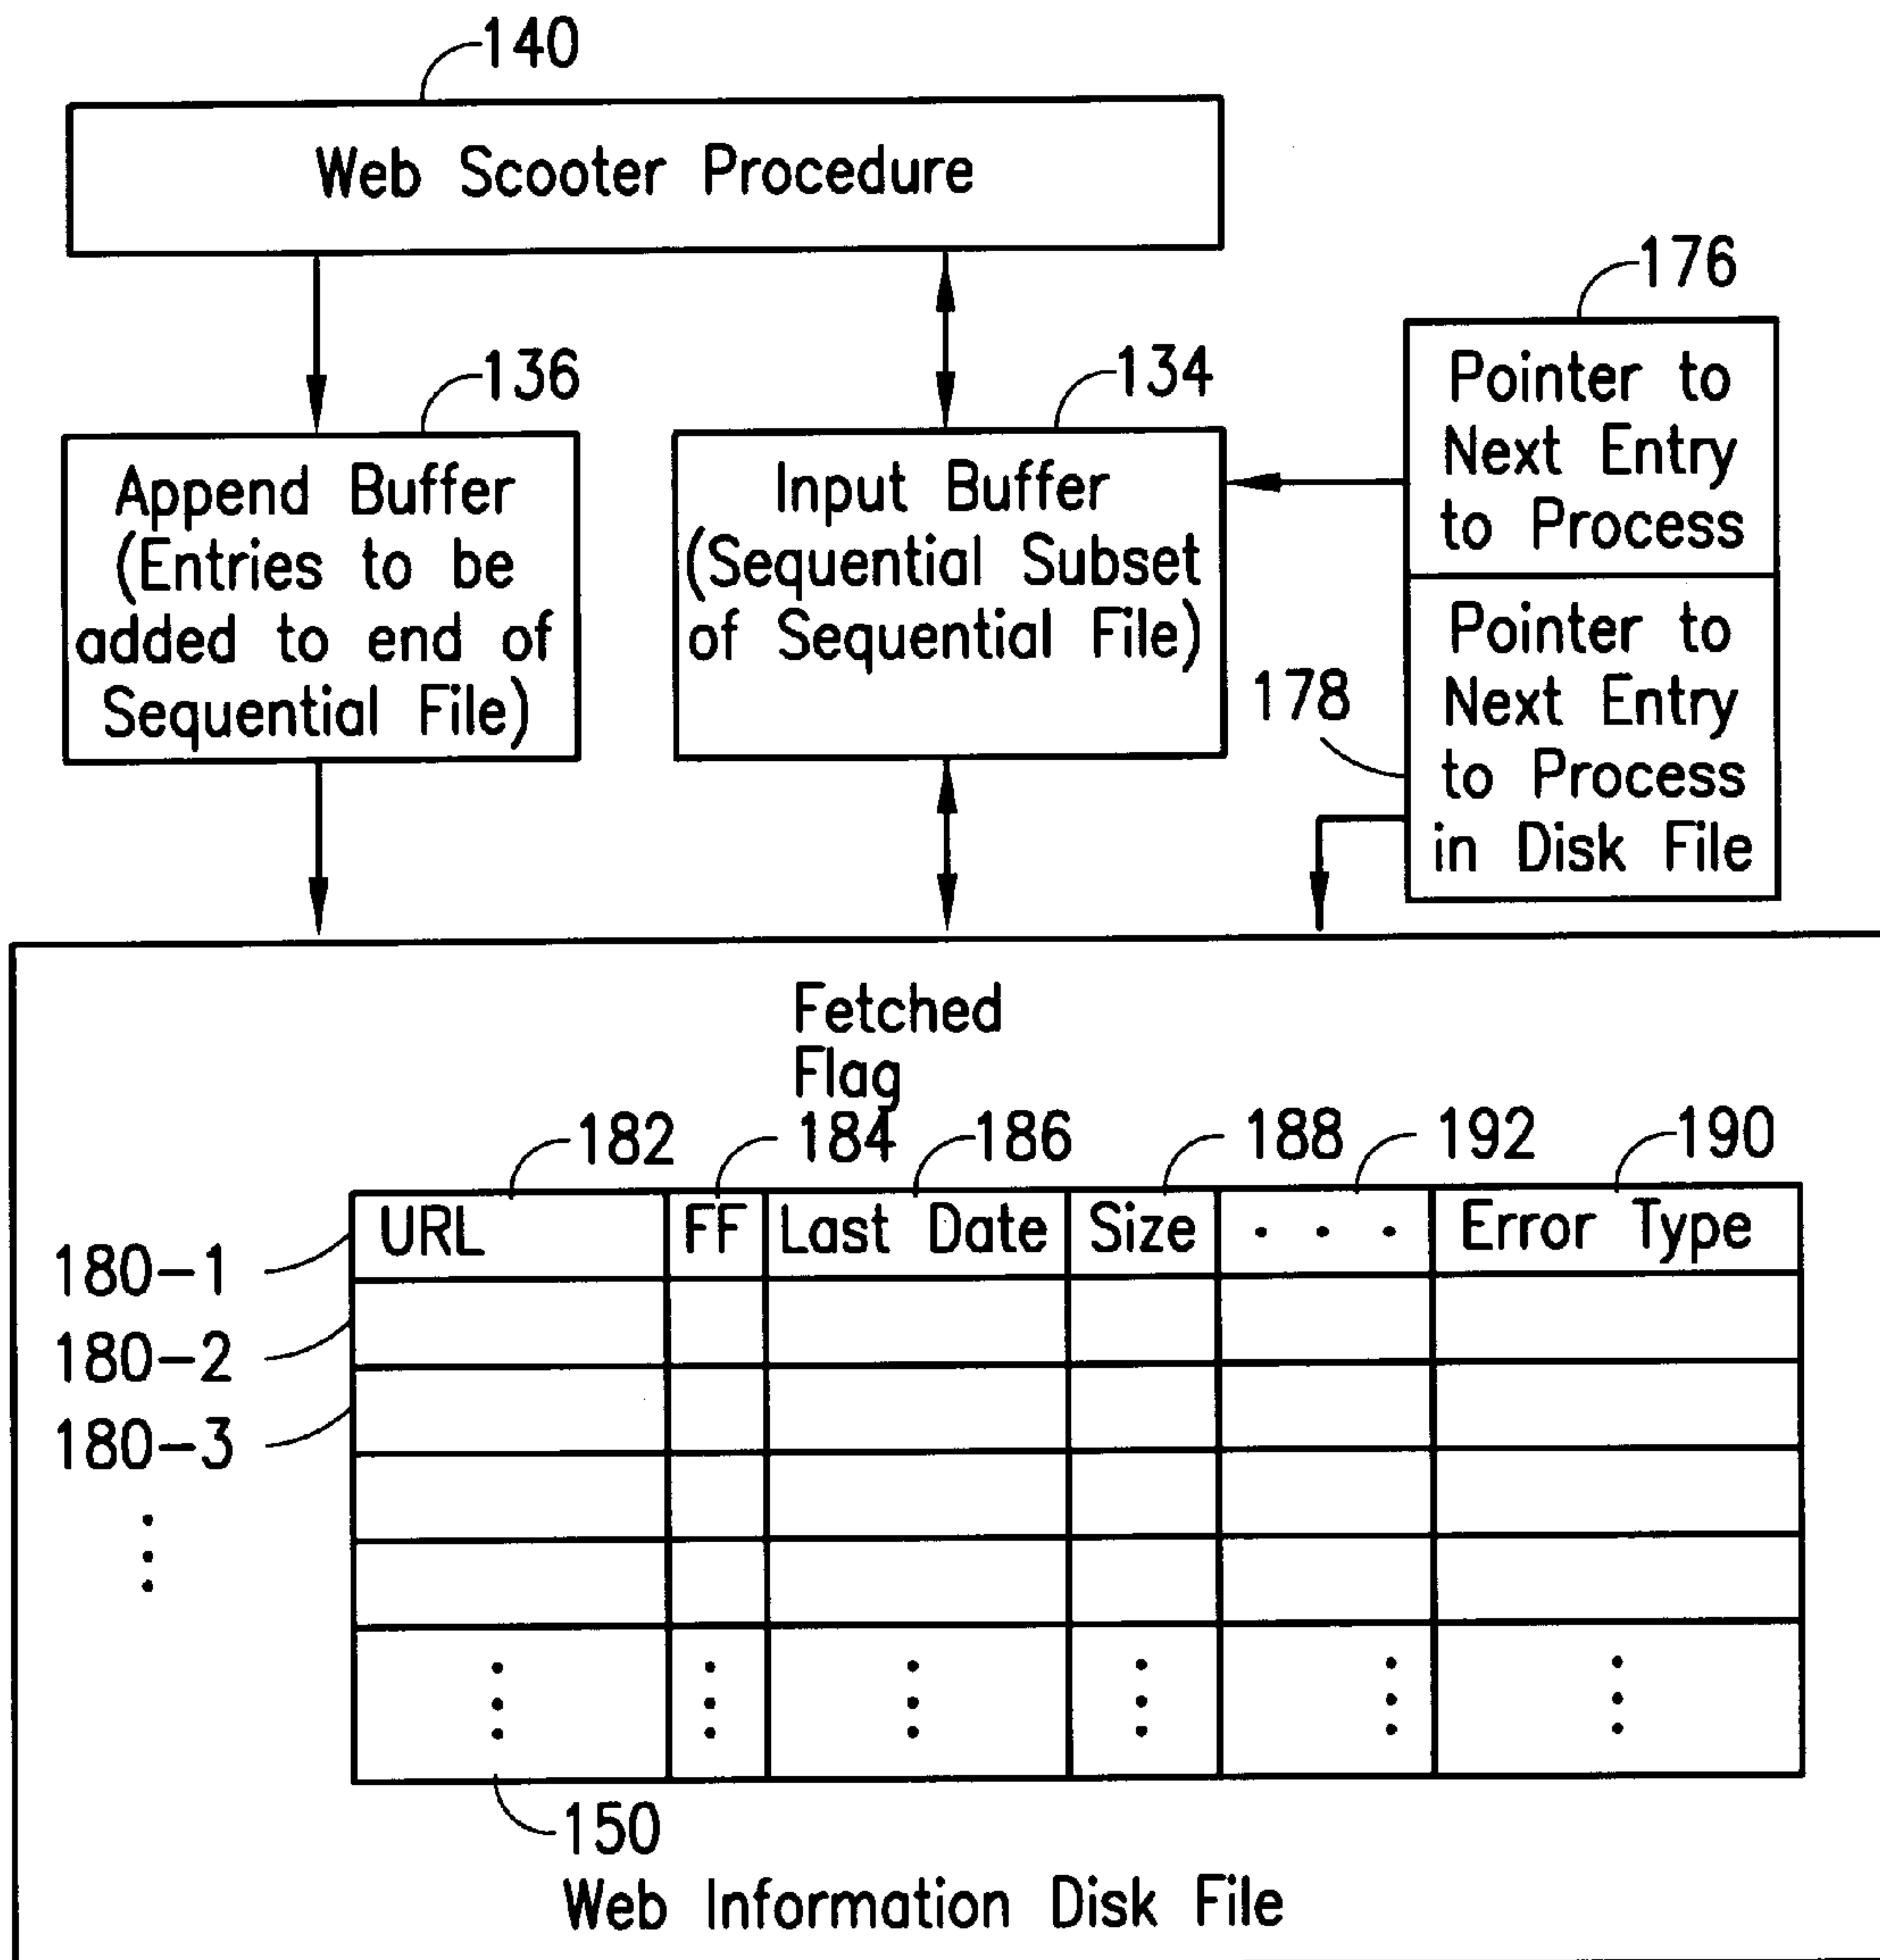 140
Web Scooter Procedure
176
136
134
Append Buffer
(Entries to be
added to end of
Sequential File)
Input Buffer
(Sequential Subset
of Sequential File)
Pointer to
Next Entry
to Process
178
Pointer to
Next Entry
to Process
in Disk File
Fetched
Flag
182 184 186 188 192 190
URL FF Last Date Size . . . Error Type
180-1
180-2
180-3
150
Web Information Disk File